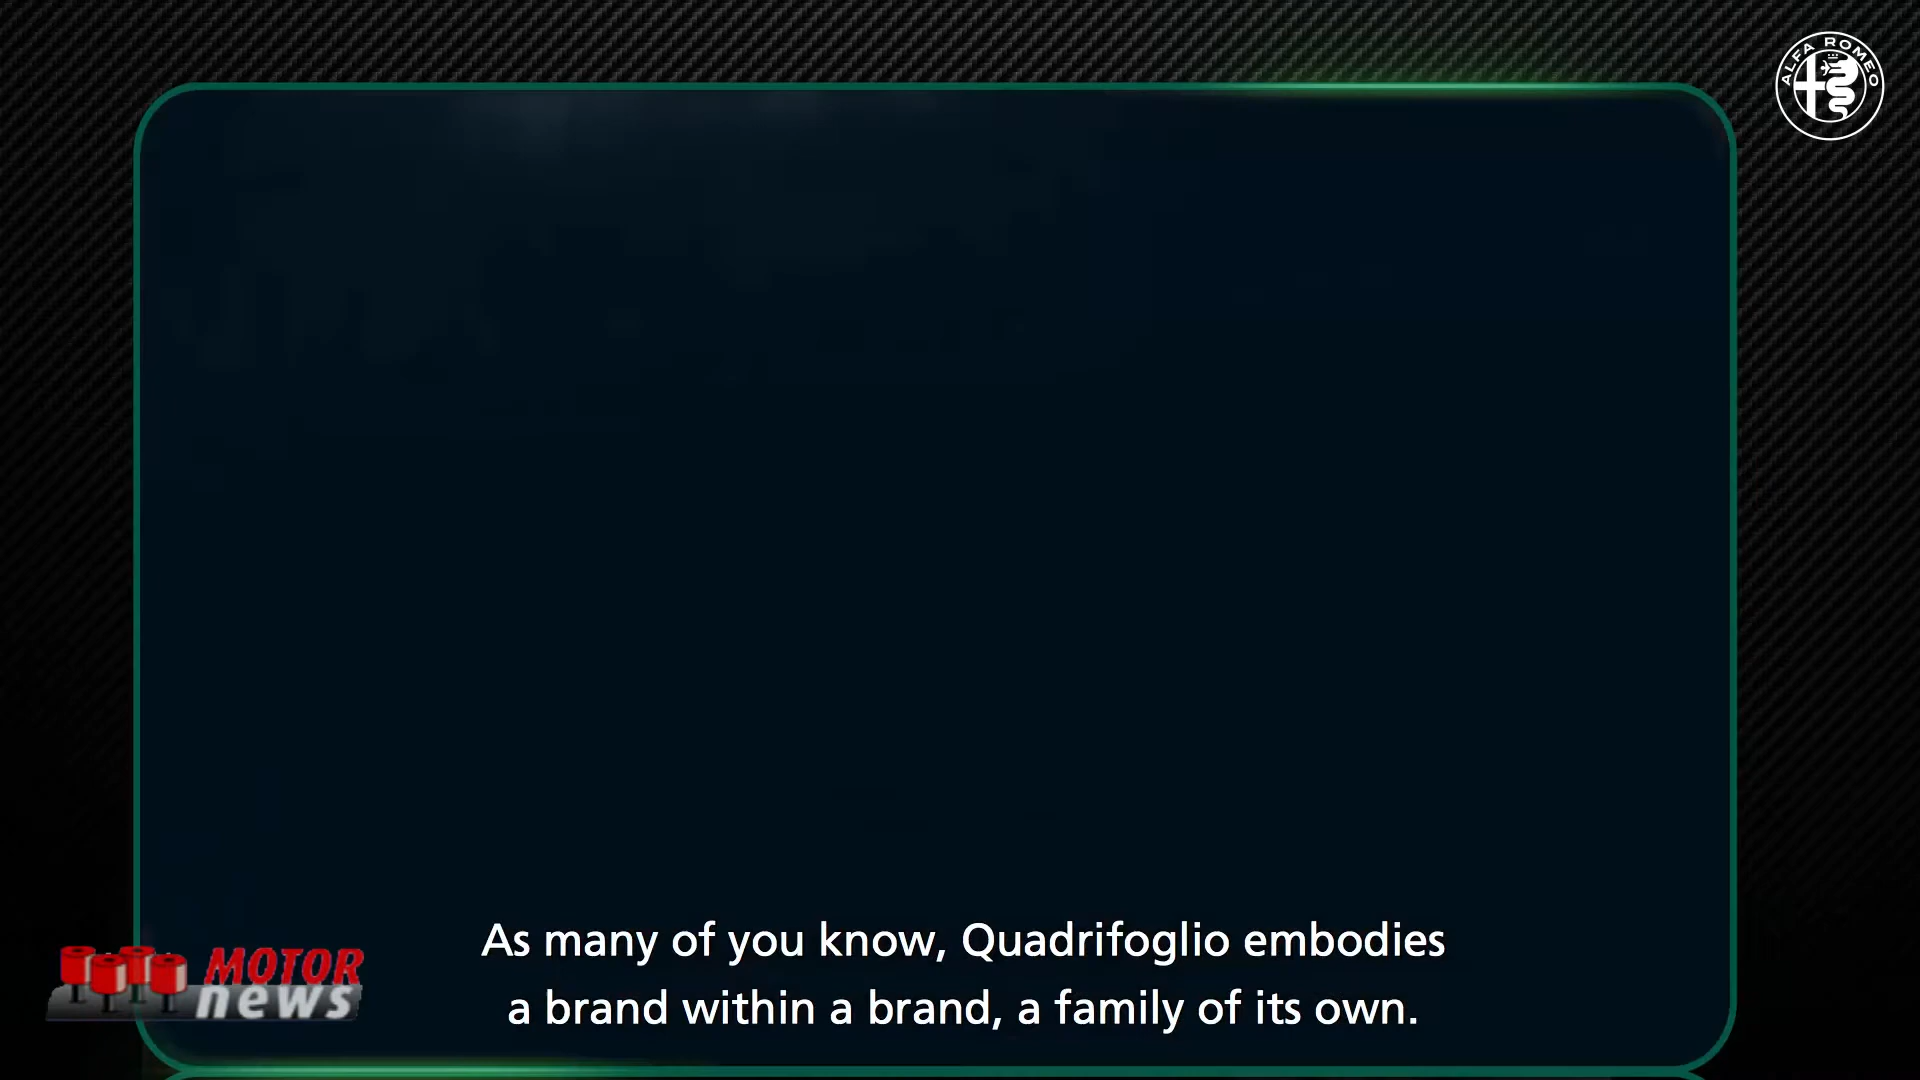 ALFA ROMEO
As many of you know, Quadrifoglio embodies
a brand within a brand, a family of its own.
MOTOR
news